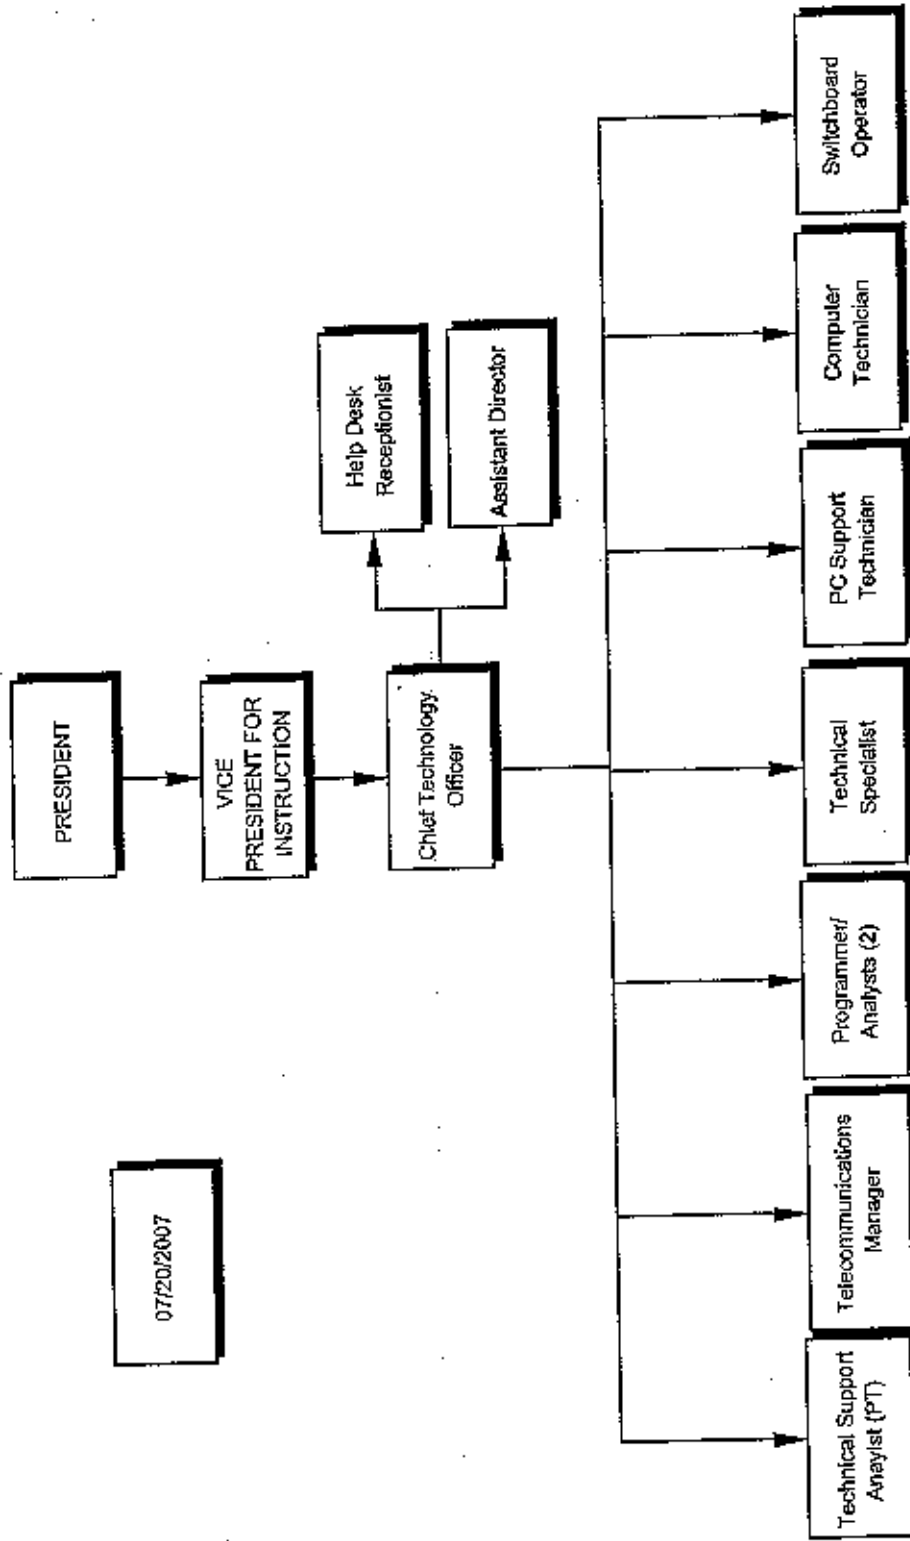 PRESIDENT
VICE
PRESIDENT FOR
INSTRUCTION
07/20/2007
Chief Technology
Officer
Help Desk
Receptionist
Assistant Director
Technical Support
Anaylst (PT)
Telecommunications
Manager
Programmer/
Analysts (2)
Technical
Specialist
PC Support
Technician
Computer
Technician
Switchboard
Operator